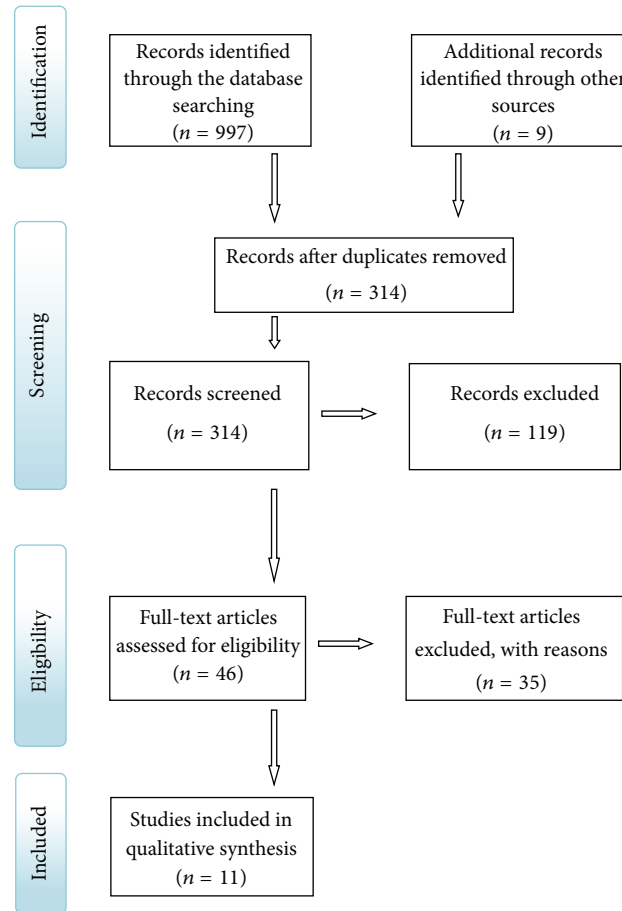 Identification
Records identified
through the database
searching
(n = 997)
Additional records
identified through other
sources
(n = 9)
Screening
Records after duplicates removed
(n = 314)
Records screened
(n = 314)
Records excluded
(n = 119)
Eligibility
Full-text articles
assessed for eligibility
(n = 46)
Full-text articles
excluded, with reasons
(n = 35)
Included
Studies included in
qualitative synthesis
(n = 11)